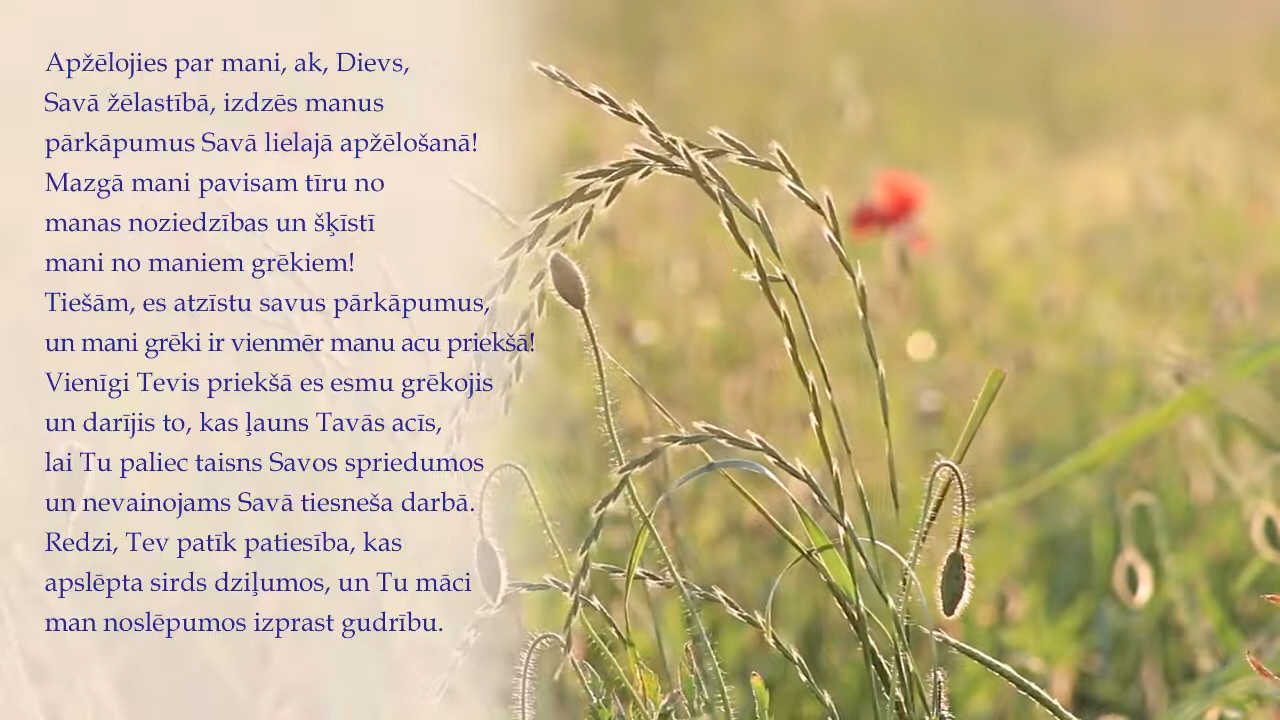 Apžēlojies par mani, ak, Dievs,
Savā žēlastībā, izdzēs manus
pārkāpumus Savā lielajā apžēlošanā!
Mazgā mani pavisam tīru no
manas noziedzības un šķīstī
mani no maniem grēkiem!
Tiešām, es atzīstu savus pārkāpumus,
un mani grēki ir vienmēr manu acu priekšā!
Vienīgi Tevis priekšā es esmu grēkojis
un darījis to, kas ļauns Tavās acīs,
lai Tu paliec taisns Savos spriedumos
un nevainojams Savā tiesneša darbā.
Redzi, Tev patīk patiesība, kas
apslēpta sirds dziļumos, un Tu māci
man noslēpumos izprast gudrību.